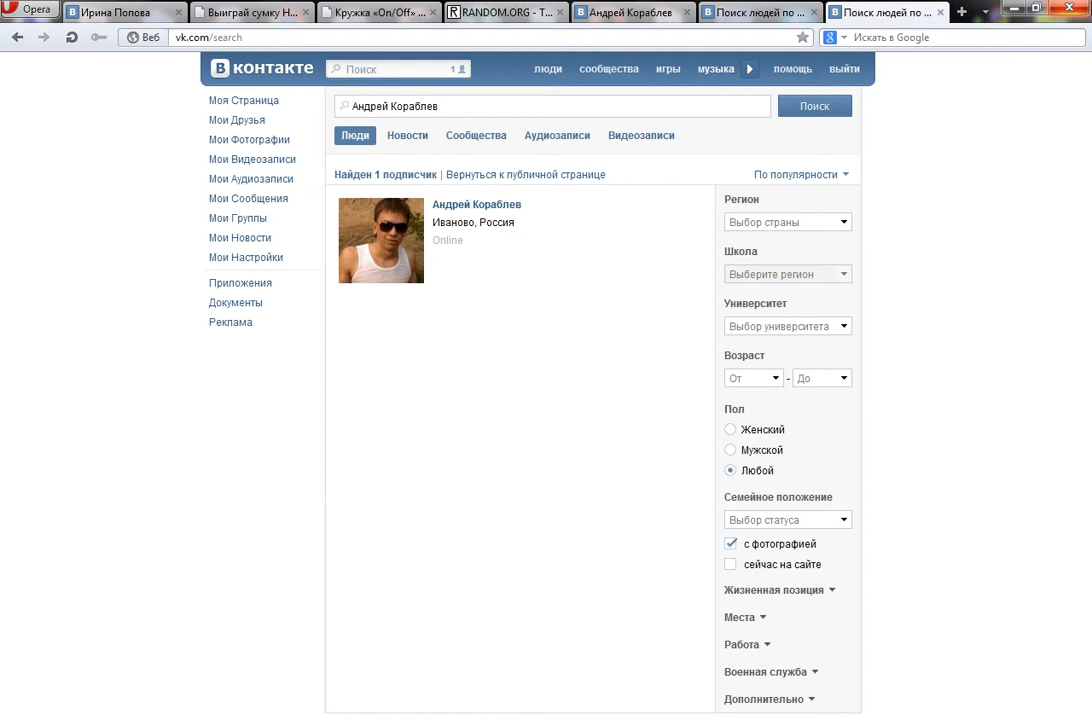 Opera
Ирина Попова
Выиграй сумку Н...
Кружка «On/Off» ...
RANDOM.ORG - T...
Андрей Кораблев
Поиск людей по ...
Поиск людей по ...
Веб
vk.com/search
Искать в Google
В контакте
Поиск
1
люди
сообщества
игры
музыка
помощь
выйти
Моя Страница
Мои Друзья
Мои Фотографии
Мои Видеозаписи
Мои Аудиозаписи
Мои Сообщения
Мои Группы
Мои Новости
Мои Настройки
Приложения
Документы
Реклама
Андрей Кораблев
Поиск
Люди Новости Сообщества Аудиозаписи Видеозаписи
Найден 1 подписчик | Вернуться к публичной странице
По популярности
Андрей Кораблев
Иваново, Россия
Online
Регион
Выбор страны
Школа
Выберите регион
Университет
Выбор университета
Возраст
От - До
Пол
Женский
Мужской
Любой
Семейное положение
Выбор статуса
с фотографией
сейчас на сайте
Жизненная позиция
Места
Работа
Военная служба
Дополнительно